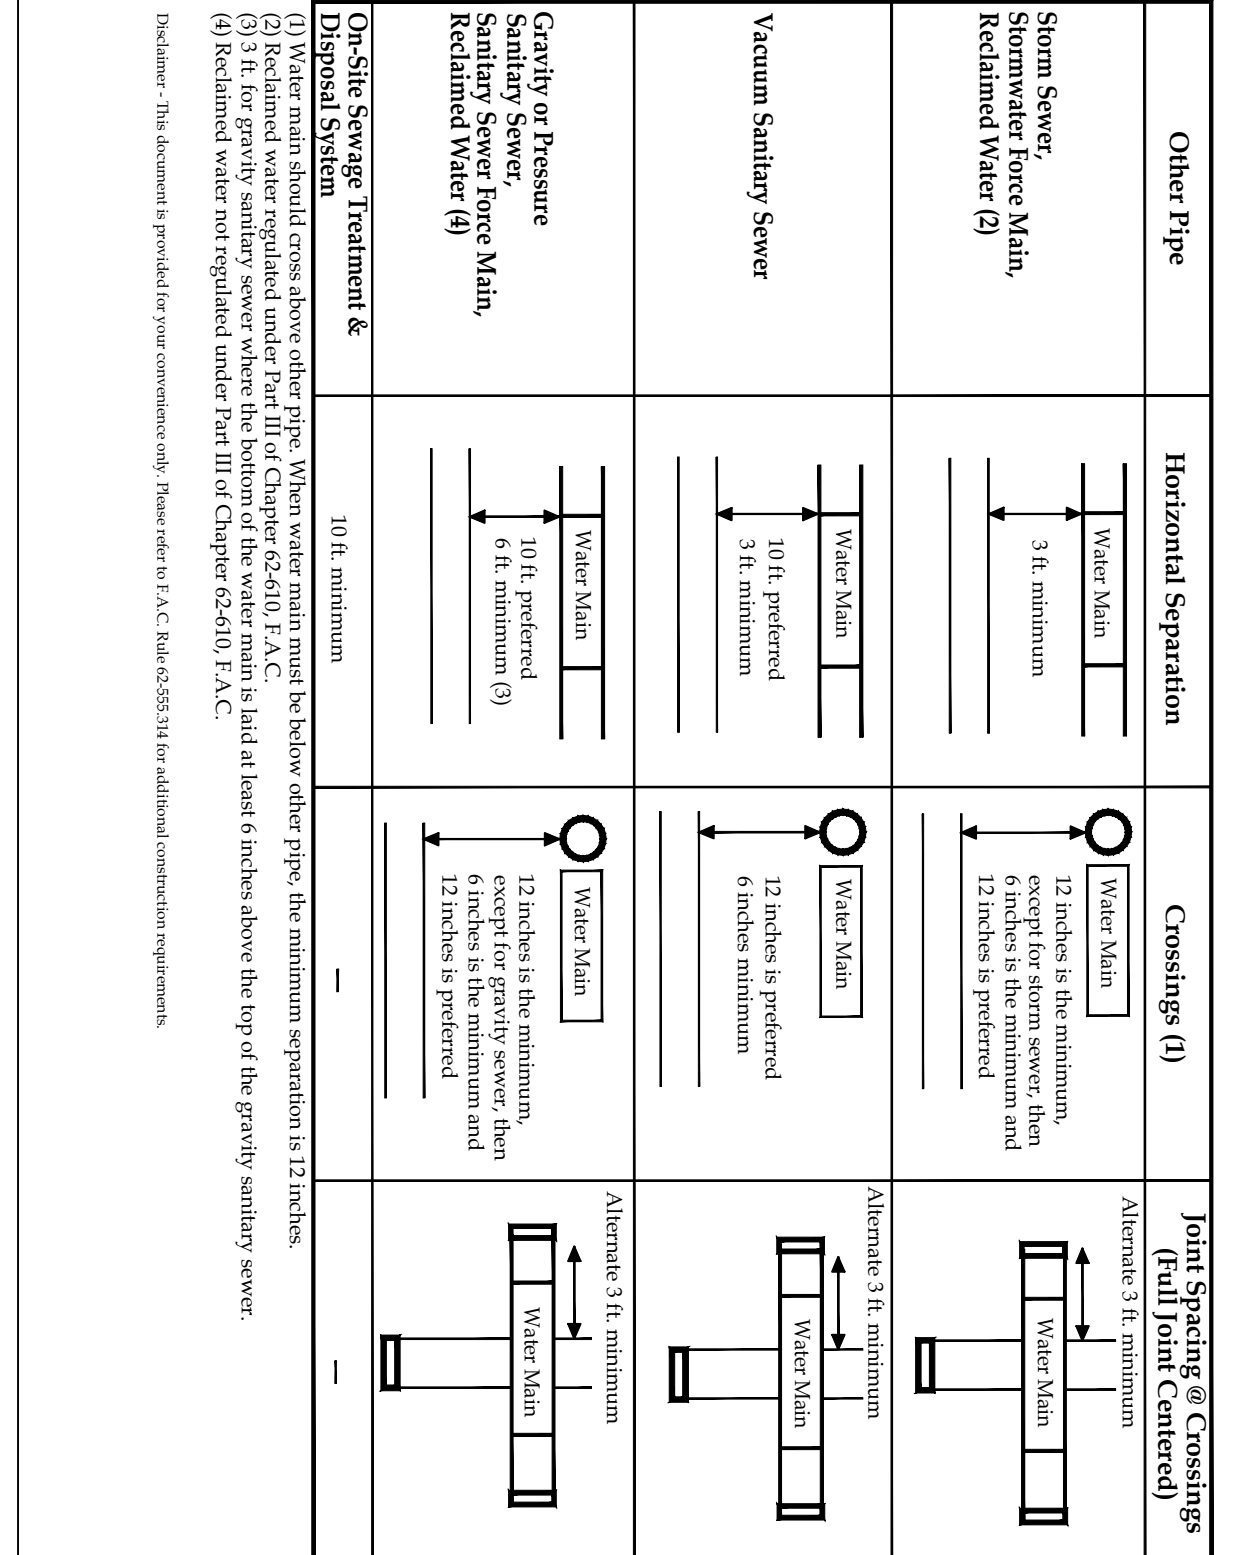 Other Pipe
Horizontal Separation
Crossings (1)
Joint Spacing @ Crossings
(Full Joint Centered)
Storm Sewer,
Stormwater Force Main,
Reclaimed Water (2)
Water Main
3 ft. minimum
Water Main
12 inches is the minimum,
except for storm sewer, then
6 inches is the minimum and
12 inches is preferred
Alternate 3 ft. minimum
Water Main
Vacuum Sanitary Sewer
Water Main
10 ft. preferred
3 ft. minimum
Water Main
12 inches is preferred
6 inches minimum
Alternate 3 ft. minimum
Water Main
Gravity or Pressure
Sanitary Sewer,
Sanitary Sewer Force Main,
Reclaimed Water (4)
Water Main
10 ft. preferred
6 ft. minimum (3)
Water Main
12 inches is the minimum,
except for gravity sewer, then
6 inches is the minimum and
12 inches is preferred
Alternate 3 ft. minimum
Water Main
On-Site Sewage Treatment &
Disposal System
10 ft. minimum
—
—
(1) Water main should cross above other pipe. When water main must be below other pipe, the minimum separation is 12 inches.
(2) Reclaimed water regulated under Part III of Chapter 62-610, F.A.C.
(3) 3 ft. for gravity sanitary sewer where the bottom of the water main is laid at least 6 inches above the top of the gravity sanitary sewer.
(4) Reclaimed water not regulated under Part III of Chapter 62-610, F.A.C.
Disclaimer - This document is provided for your convenience only. Please refer to F.A.C. Rule 62-555.314 for additional construction requirements.